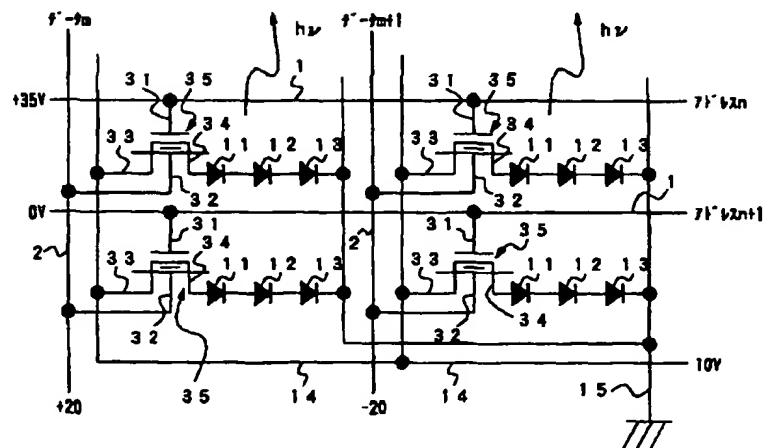 データm
hν
データm+1
hν
31 35 1 31 35
+35V
アドレスn
33 34 11 12 13 33 34 11 12 13
32 32 1
0V
アドレスn+1
31 34 31 35
2 33 11 12 13 2 33 11 12 13
34
32 32
10V
35 14 14 15
+20 -20